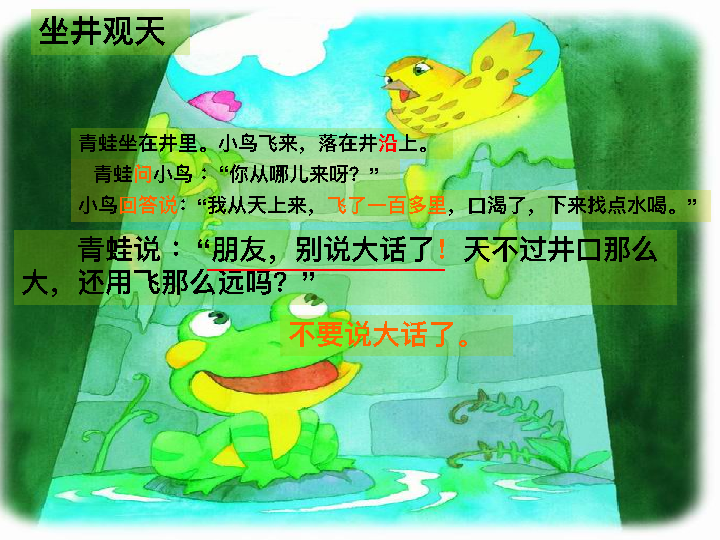 坐井观天
青蛙坐在井里。小鸟飞来，落在井沿上。
青蛙问小鸟：“你从哪儿来呀？”
小鸟回答说：“我从天上来，飞了一百多里，口渴了，下来找点水喝。”
青蛙说：“朋友，别说大话了！天不过井口那么
大，还用飞那么远吗？”
不要说大话了。